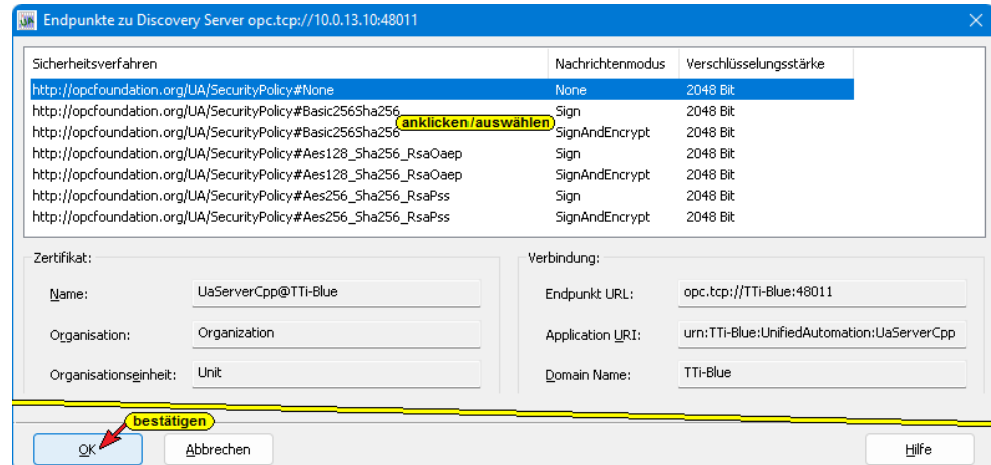 Endpunkte zu Discovery Server opc.tcp://10.0.13.10:48011
Sicherheitsverfahren Nachrichtenmodus Verschlüsselungsstärke
http://opcfoundation.org/UA/SecurityPolicy#None None 2048 Bit
http://opcfoundation.org/UA/SecurityPolicy#Basic256Sha256 Sign 2048 Bit
anklicken/auswählen
http://opcfoundation.org/UA/SecurityPolicy#Basic256Sha256 SignAndEncrypt 2048 Bit
http://opcfoundation.org/UA/SecurityPolicy#Aes128_Sha256_RsaOaep Sign 2048 Bit
http://opcfoundation.org/UA/SecurityPolicy#Aes128_Sha256_RsaOaep SignAndEncrypt 2048 Bit
http://opcfoundation.org/UA/SecurityPolicy#Aes256_Sha256_RsaPss Sign 2048 Bit
http://opcfoundation.org/UA/SecurityPolicy#Aes256_Sha256_RsaPss SignAndEncrypt 2048 Bit
Zertifikat: Verbindung:
Name: UaServerCpp@TTi-Blue Endpunkt URL: opc.tcp://TTi-Blue:48011
Organisation: Organization Application URI: urn:TTi-Blue:UnifiedAutomation:UaServerCpp
Organisationseinheit: Unit Domain Name: TTi-Blue
bestätigen
OK Abbrechen Hilfe